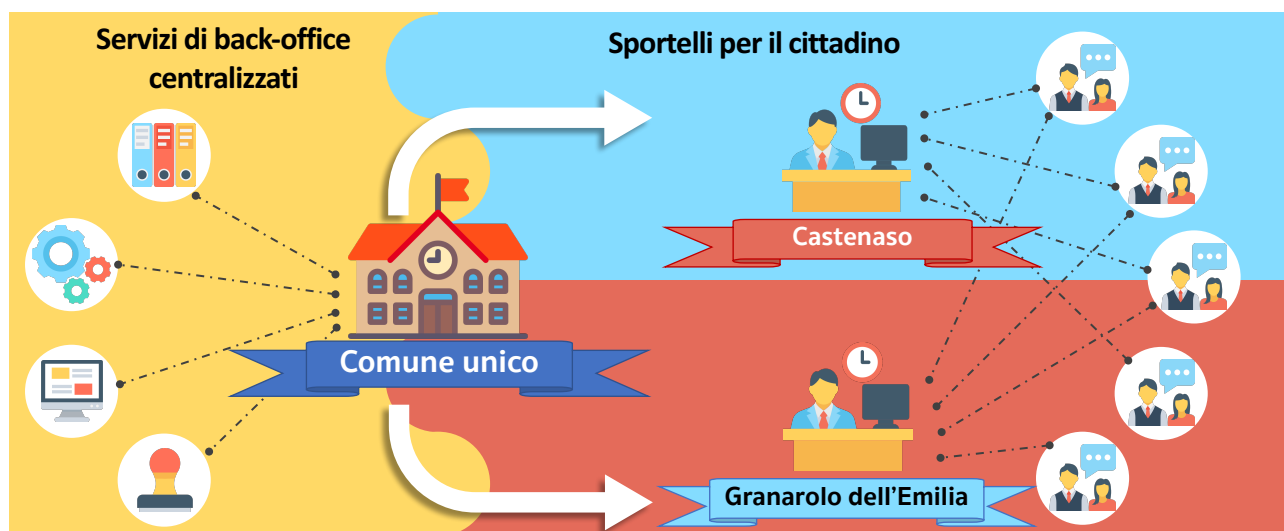 Servizi di back-office
centralizzati
Sportelli per il cittadino
Castenaso
Comune unico
Granarolo dell'Emilia